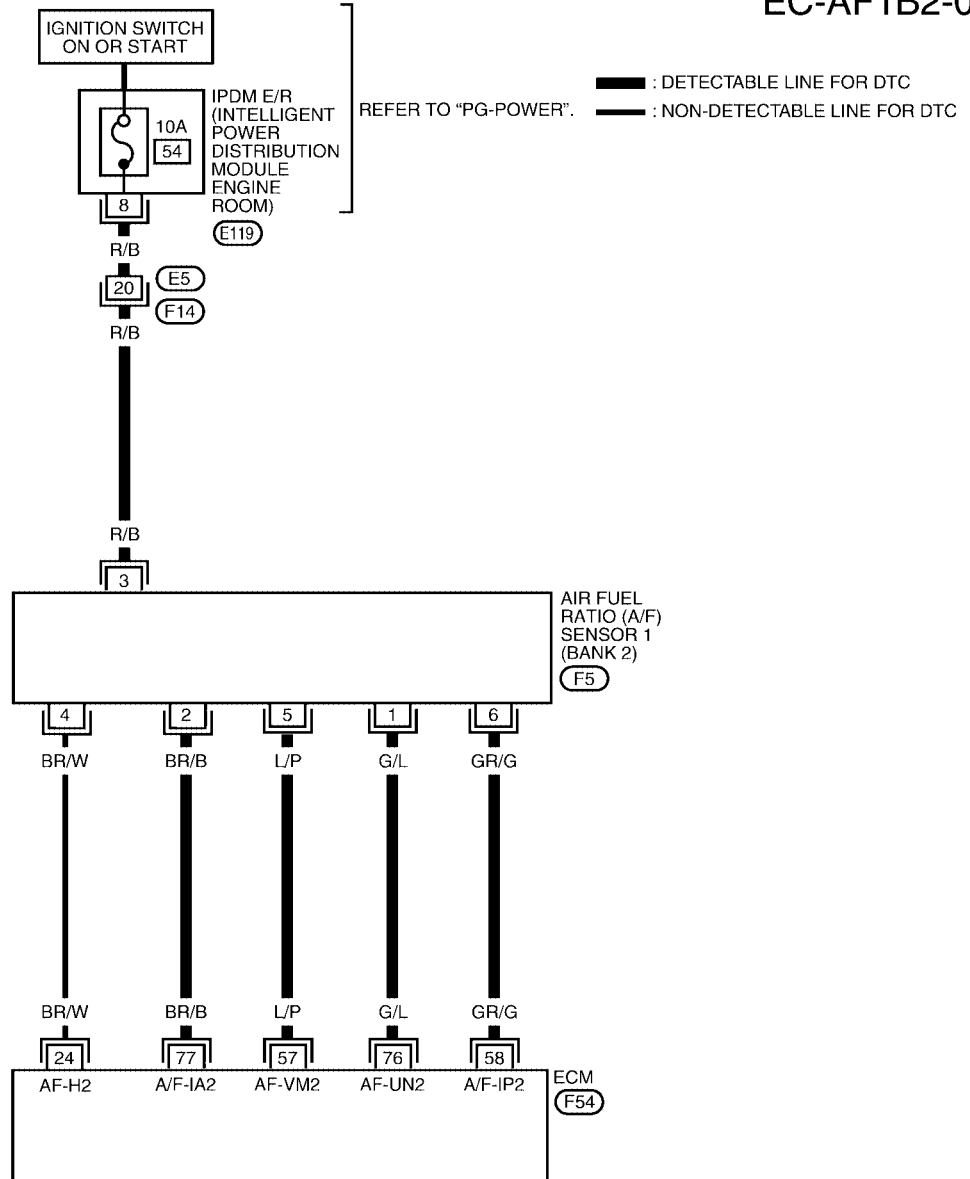 EC-AF1B2-0
IGNITION SWITCH
ON OR START
10A
54
IPDM E/R
(INTELLIGENT
POWER
DISTRIBUTION
MODULE
ENGINE
ROOM)
E119
REFER TO “PG-POWER”.
: DETECTABLE LINE FOR DTC
: NON-DETECTABLE LINE FOR DTC
8
R/B
20
E5
F14
R/B
R/B
3
AIR FUEL
RATIO (A/F)
SENSOR 1
(BANK 2)
F5
4 2 5 1 6
BR/W BR/B L/P G/L GR/G
BR/W BR/B L/P G/L GR/G
24 77 57 76 58
AF-H2 A/F-IA2 AF-VM2 AF-UN2 A/F-IP2
ECM
F54